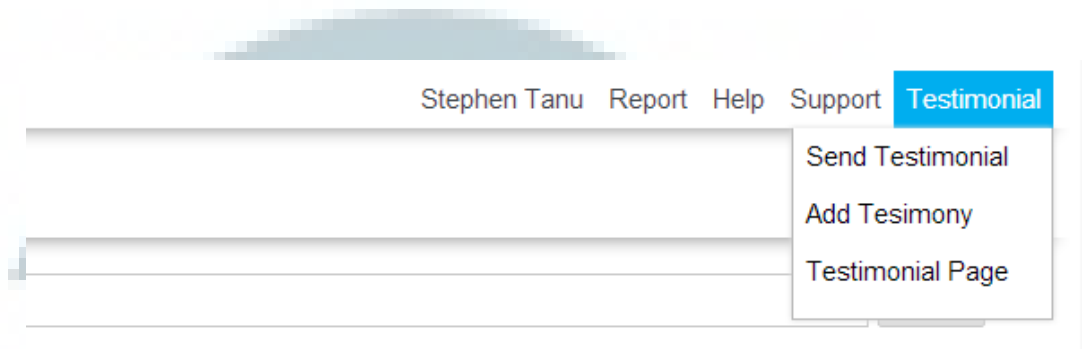 Stephen Tanu Report Help Support Testimonial
Send Testimonial
Add Tesimony
Testimonial Page